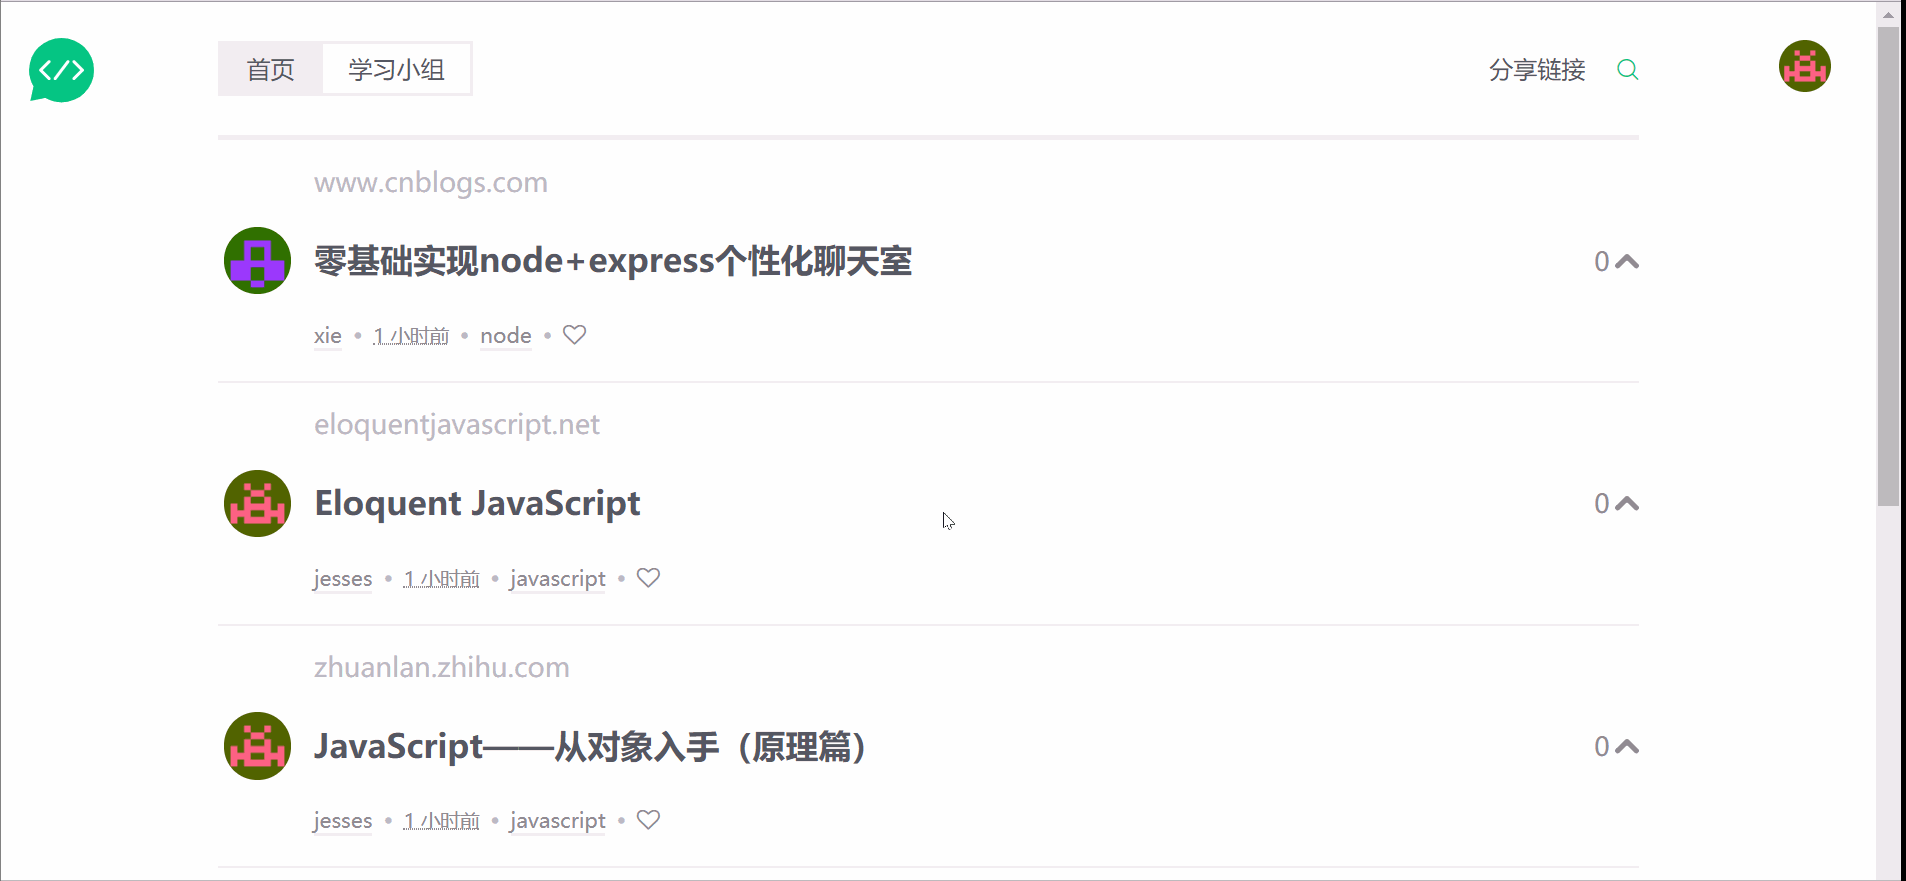 首页 学习小组 分享链接
www.cnblogs.com
零基础实现node+express个性化聊天室
0
xie • 1 小时前 • node •
eloquentjavascript.net
Eloquent JavaScript
0
jesses • 1 小时前 • javascript •
zhuanlan.zhihu.com
JavaScript——从对象入手（原理篇）
0
jesses • 1 小时前 • javascript •